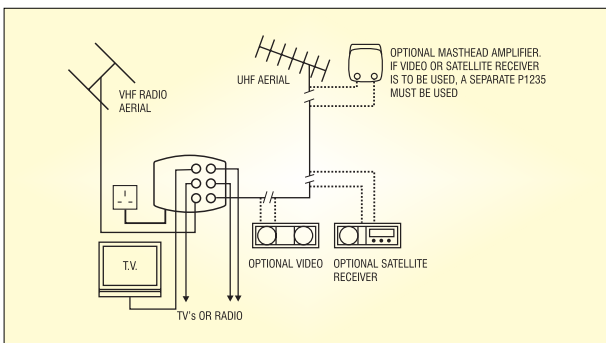 OPTIONAL MASTHEAD AMPLIFIER.
IF VIDEO OR SATELLITE RECEIVER
IS TO BE USED, A SEPARATE P1235
MUST BE USED
UHF AERIAL
VHF RADIO
AERIAL
T.V.
OPTIONAL VIDEO
OPTIONAL SATELLITE
RECEIVER
TV's OR RADIO